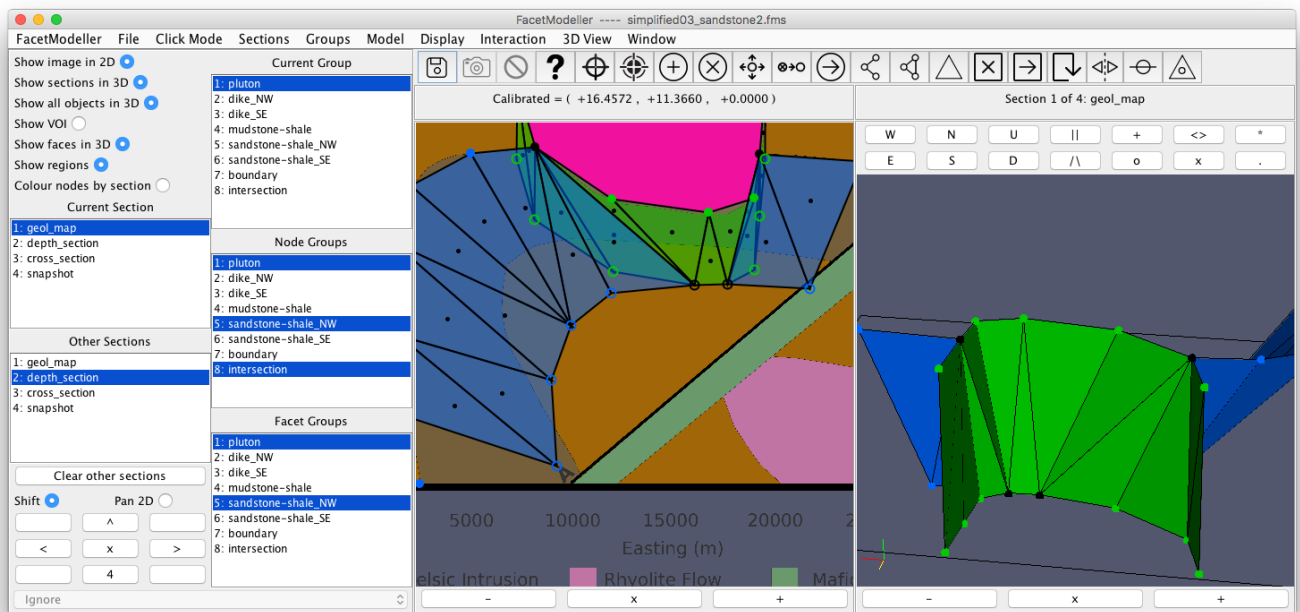 FacetModeller ---- simplified03_sandstone2.fms
FacetModeller File Click Mode Sections Groups Model Display Interaction 3D View Window
Show image in 2D
Show sections in 3D
Show all objects in 3D
Show VOI
Show faces in 3D
Show regions
Colour nodes by section
Current Section
1: geol_map
2: depth_section
3: cross_section
4: snapshot
Other Sections
1: geol_map
2: depth_section
3: cross_section
4: snapshot
Clear other sections
Shift Pan 2D
^
< x >
4
Ignore
Current Group
1: pluton
2: dike_NW
3: dike_SE
4: mudstone-shale
5: sandstone-shale_NW
6: sandstone-shale_SE
7: boundary
8: intersection
Node Groups
1: pluton
2: dike_NW
3: dike_SE
4: mudstone-shale
5: sandstone-shale_NW
6: sandstone-shale_SE
7: boundary
8: intersection
Facet Groups
1: pluton
2: dike_NW
3: dike_SE
4: mudstone-shale
5: sandstone-shale_NW
6: sandstone-shale_SE
7: boundary
8: intersection
Calibrated = ( +16.4572 , +11.3660 , +0.0000 )
A
5000 10000 15000 20000 2
Easting (m)
elsic Intrusion Rhyolite Flow Mafi
- x +
Section 1 of 4: geol_map
W N U || + <> *
E S D /\ o x .
- x +